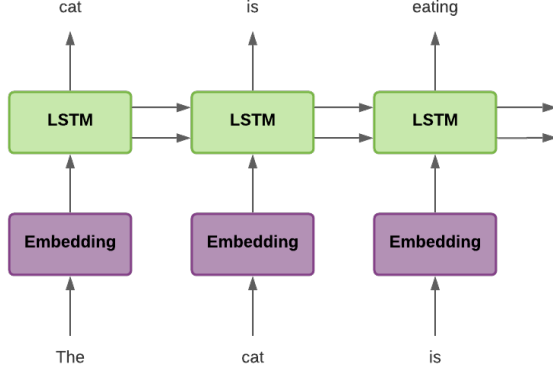 cat is eating
LSTM LSTM LSTM
Embedding Embedding Embedding
The cat is